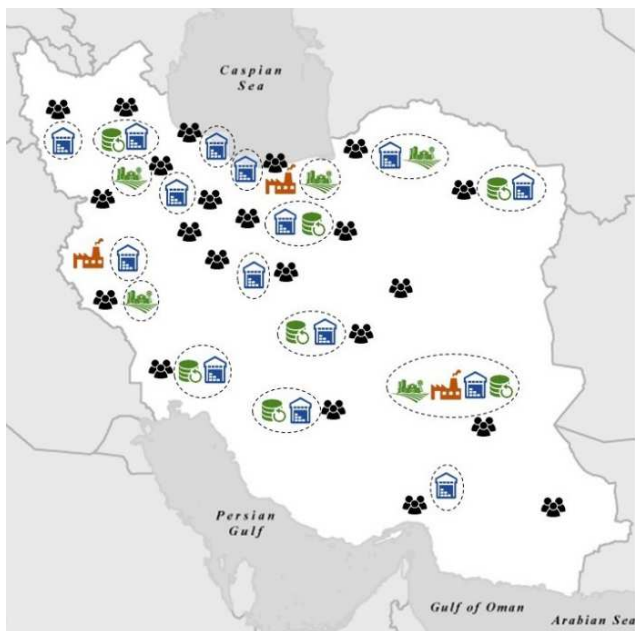 Caspian
Sea
Persian
Gulf
Gulf of Oman
Arabian Sea